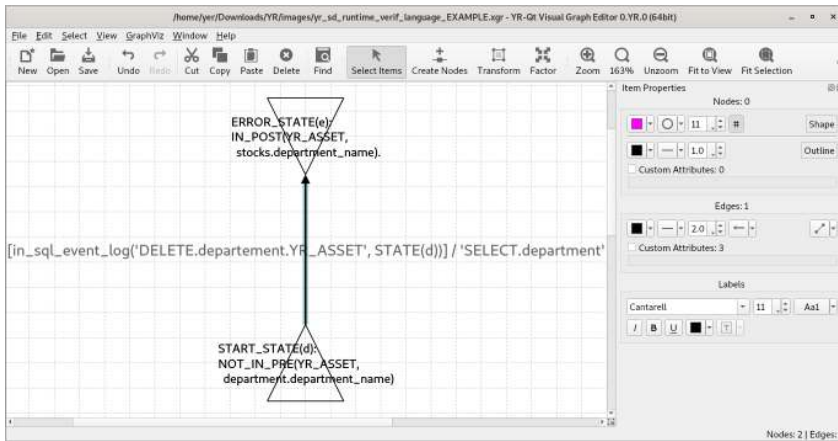 /home/yer/Downloads/YR/images/yr_sd_runtime_verif_language_EXAMPLE.xgr - YR-Qt Visual Graph Editor 0.YR.0 (64bit)
File Edit Select View GraphViz Window Help
New Open Save Undo Redo Cut Copy Paste Delete Find Select Items Create Nodes Transform Factor Zoom 163% Unzoom Fit to View Fit Selection
Item Properties
Nodes: 0
11 # Shape
1.0 Outline
Custom Attributes: 0
Edges: 1
2.0
Custom Attributes: 3
Labels
Cantarell 11 Aa1
I B U T
ERROR_STATE(e):
IN_POST(YR_ASSET,
stocks.department_name).
[in_sql_event_log('DELETE.departement.YR_ASSET', STATE(d))] / 'SELECT.department'
START_STATE(d):
NOT_IN_PRE(YR_ASSET,
department.department_name)
Nodes: 2 | Edges: